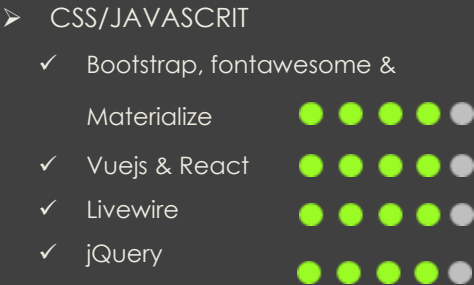 CSS/JAVASCRIT
Bootstrap, fontawesome &
Materialize
Vuejs & React
Livewire
jQuery